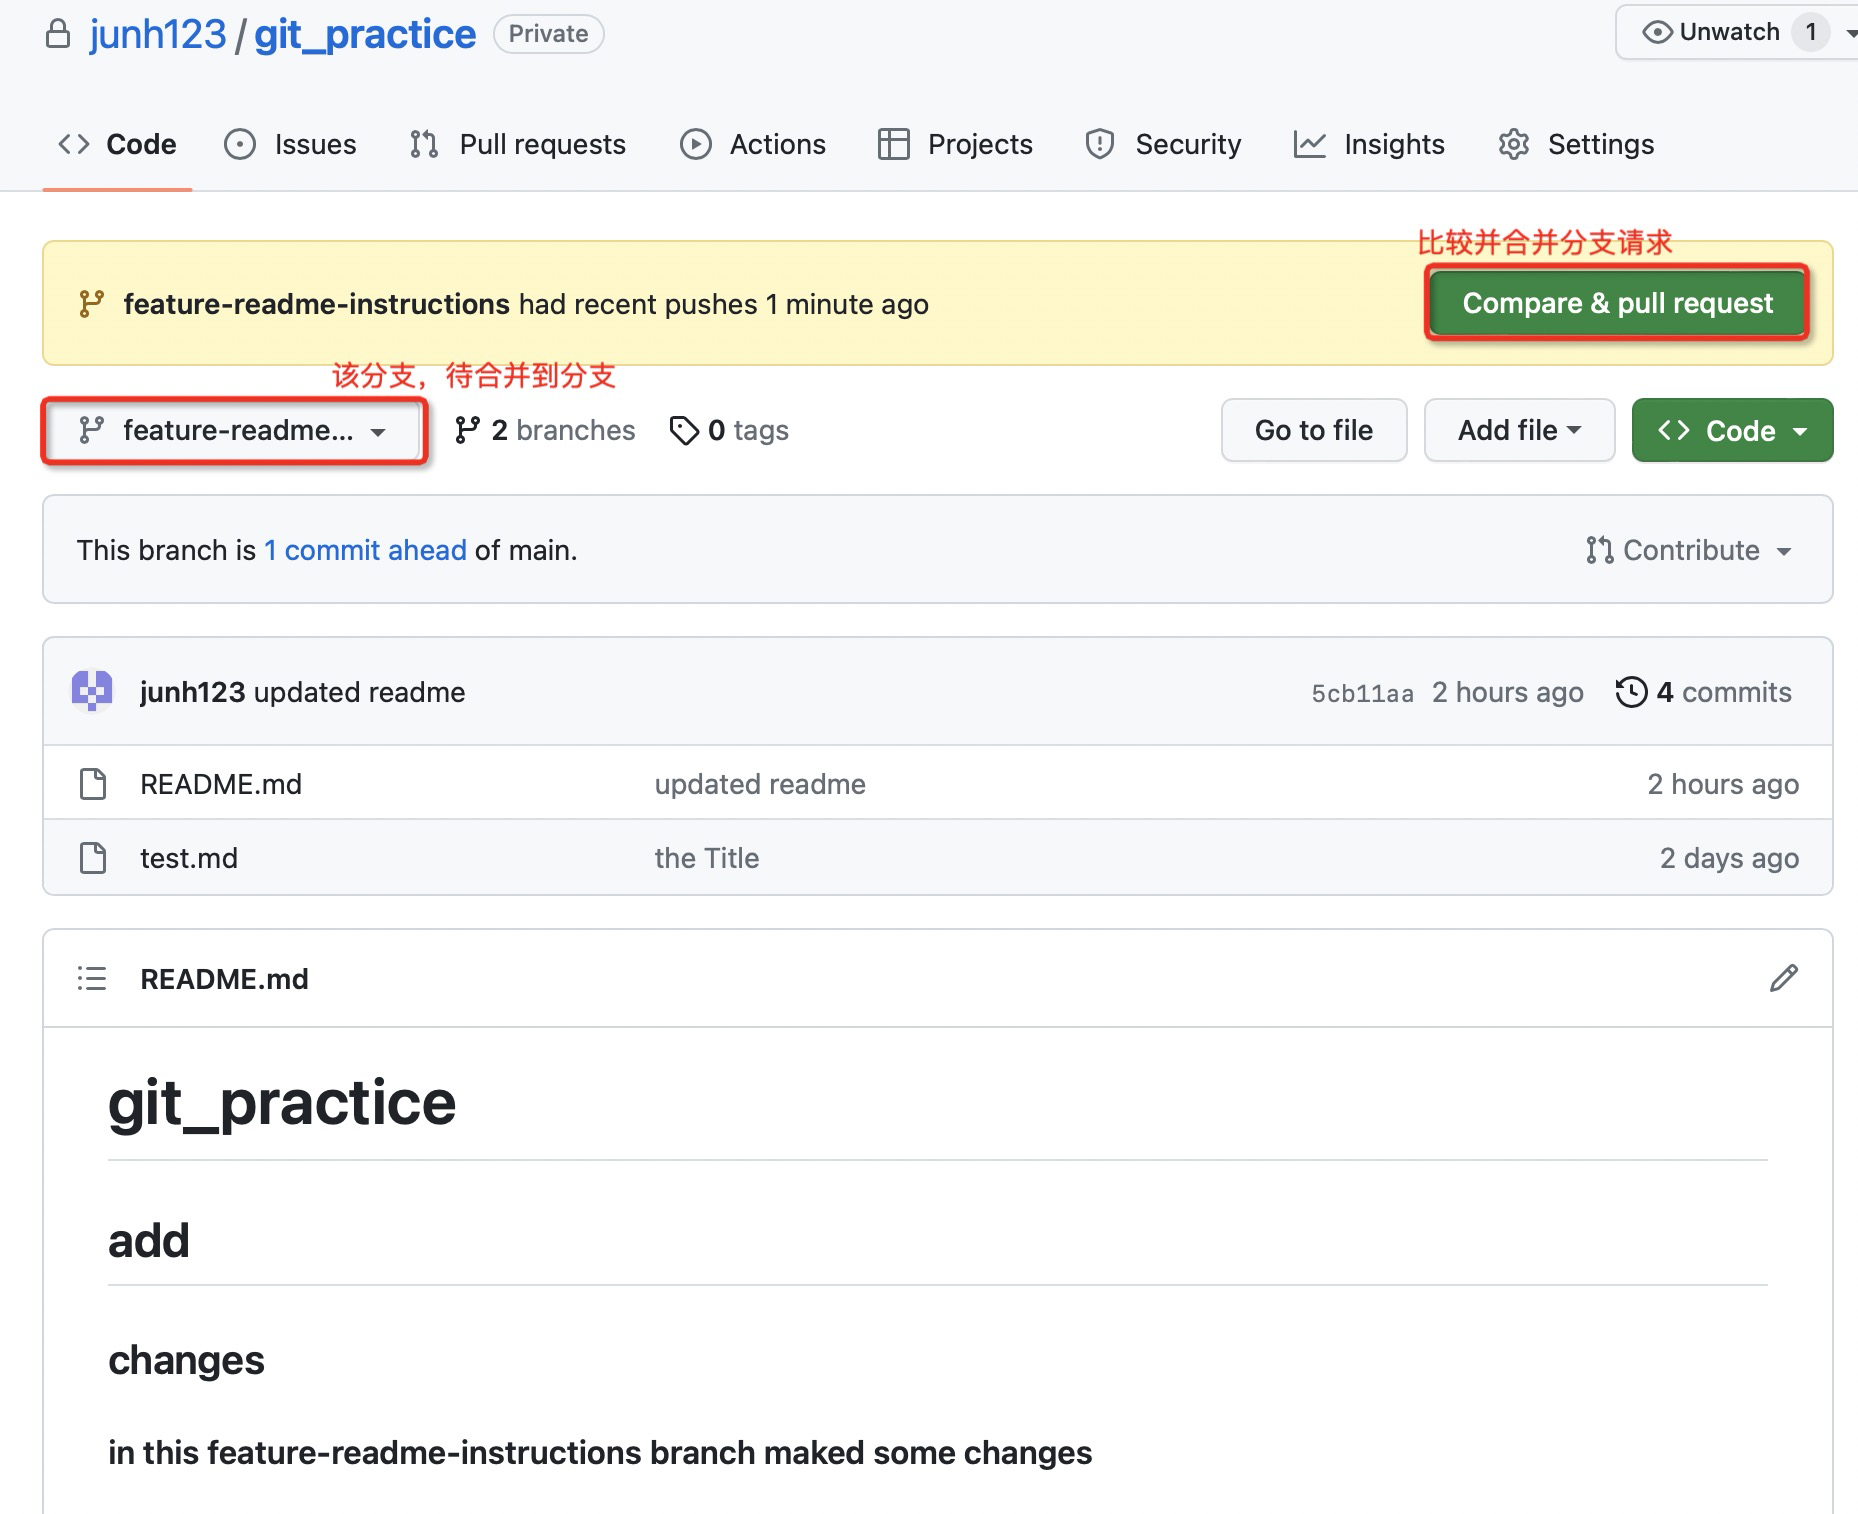 junh123 / git_practice Private Unwatch 1
Code Issues Pull requests Actions Projects Security Insights Settings
比较并合并分支请求
feature-readme-instructions had recent pushes 1 minute ago Compare & pull request
该分支，待合并到分支
feature-readme... 2 branches 0 tags Go to file Add file Code
This branch is 1 commit ahead of main. Contribute
junh123 updated readme 5cb11aa 2 hours ago 4 commits
README.md updated readme 2 hours ago
test.md the Title 2 days ago
README.md
git_practice
add
changes
in this feature-readme-instructions branch maked some changes